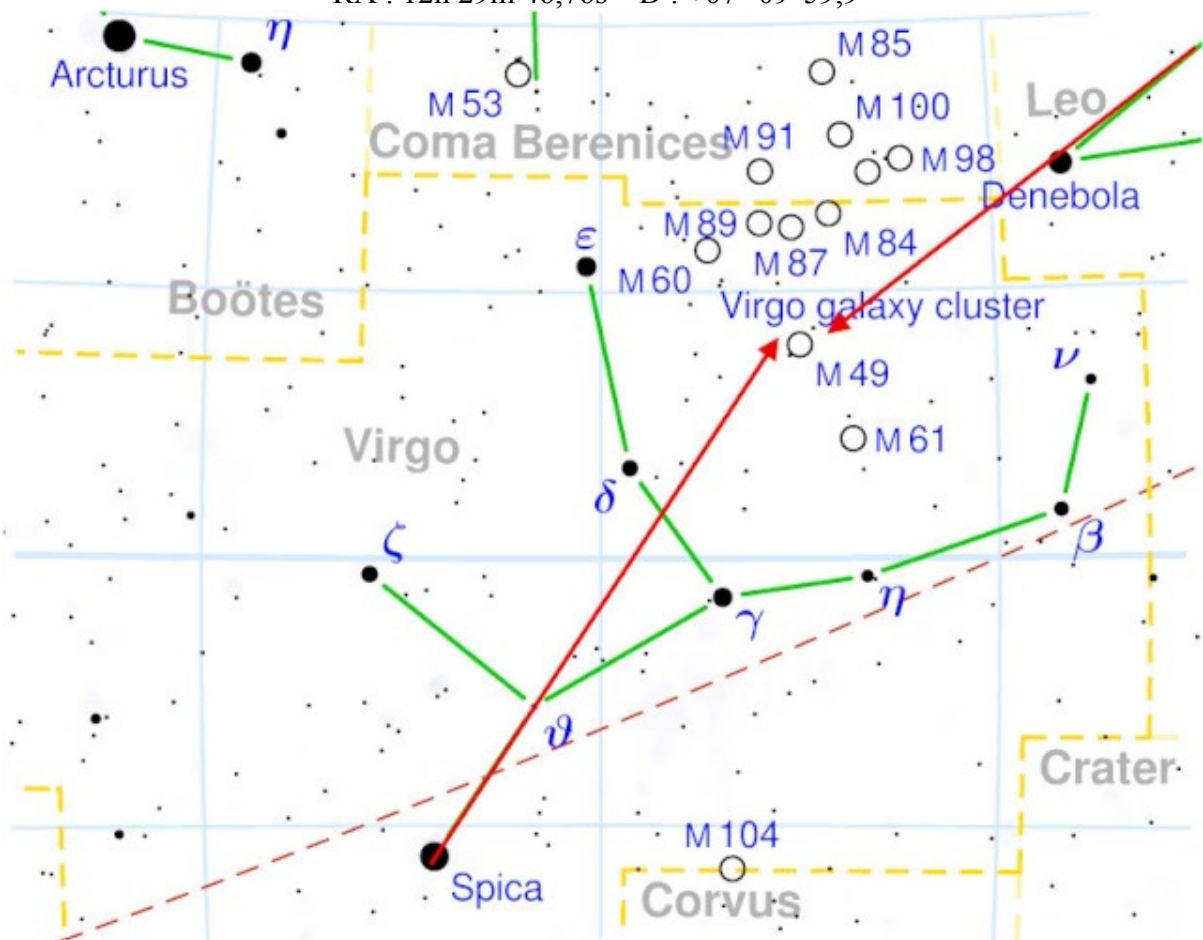 Arcturus
η
M 53
M 85
M 100
M 91
M 98
Leo
Coma Berenices
Denebola
M 89
M 84
ε
M 60
M 87
Boötes
Virgo galaxy cluster
M 49
ν
Virgo
M 61
δ
ζ
β
η
γ
ϑ
Crater
M 104
Spica
Corvus